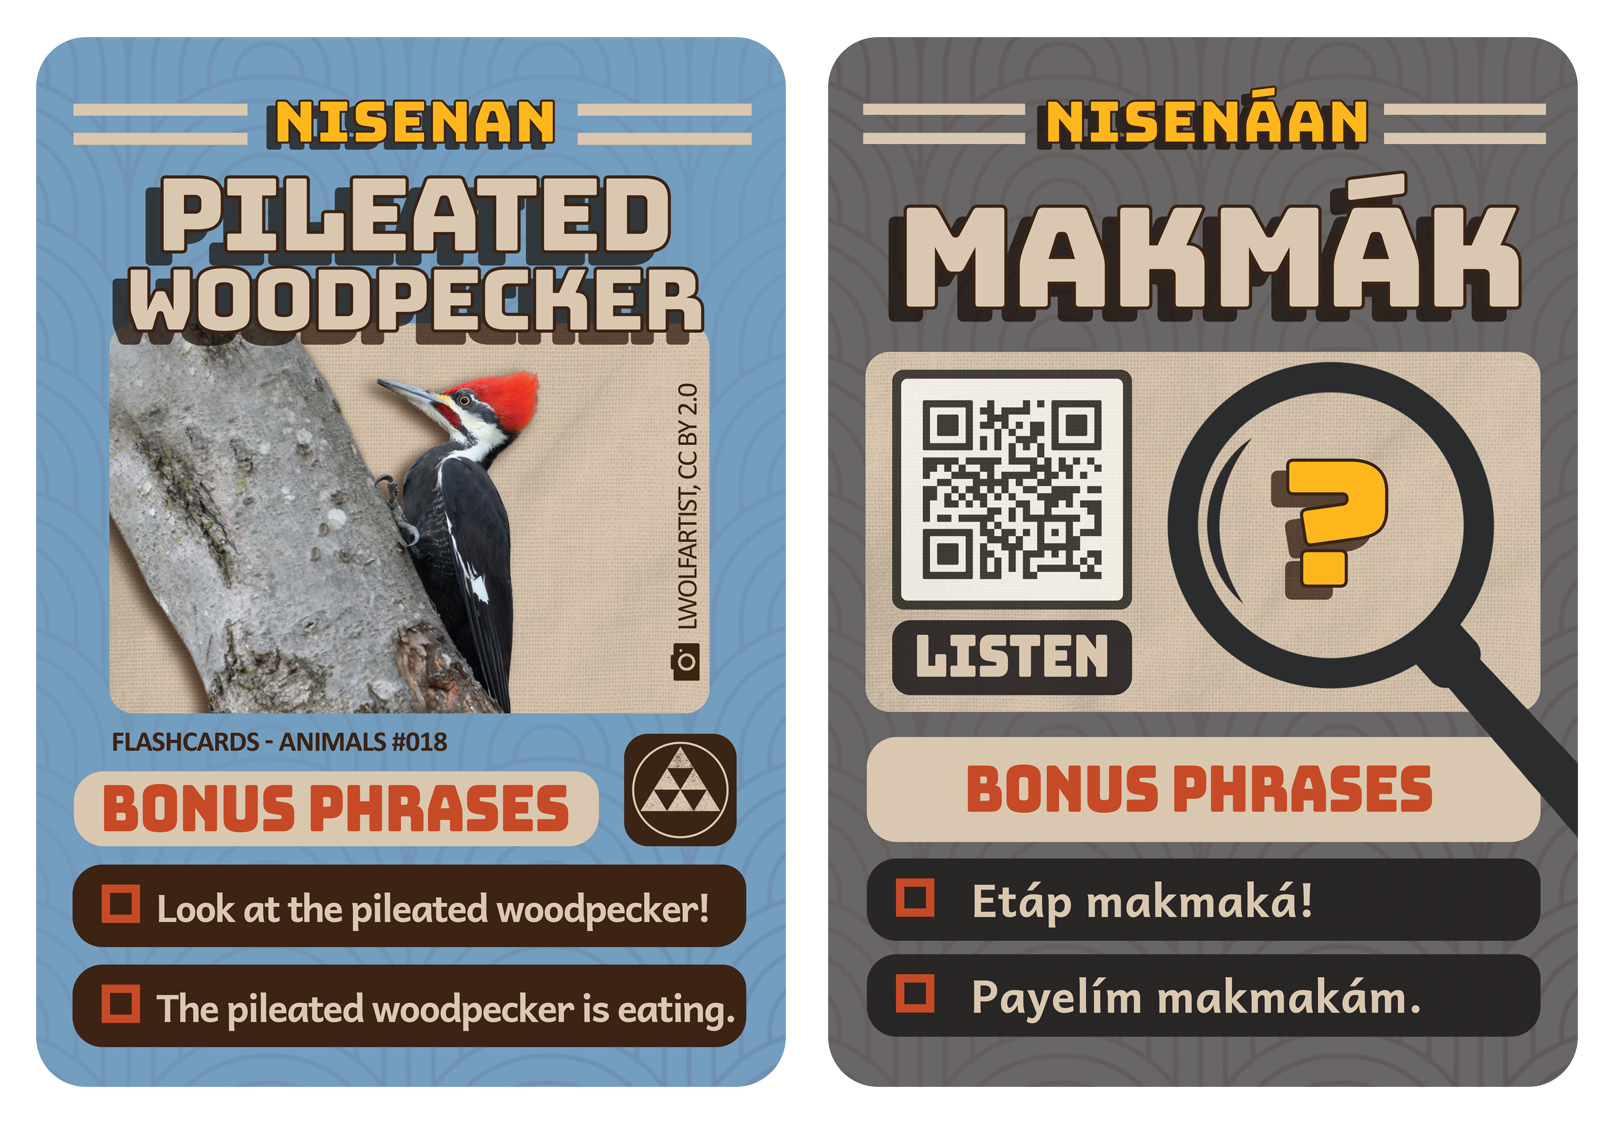 NISENAN
PILEATED
WOODPECKER
LWOLFARTIST, CC BY 2.0
FLASHCARDS - ANIMALS #018
BONUS PHRASES
Look at the pileated woodpecker!
The pileated woodpecker is eating.
NISENÁAN
MAKMÁK
?
LISTEN
BONUS PHRASES
Etáp makmaká!
Payelím makmakám.